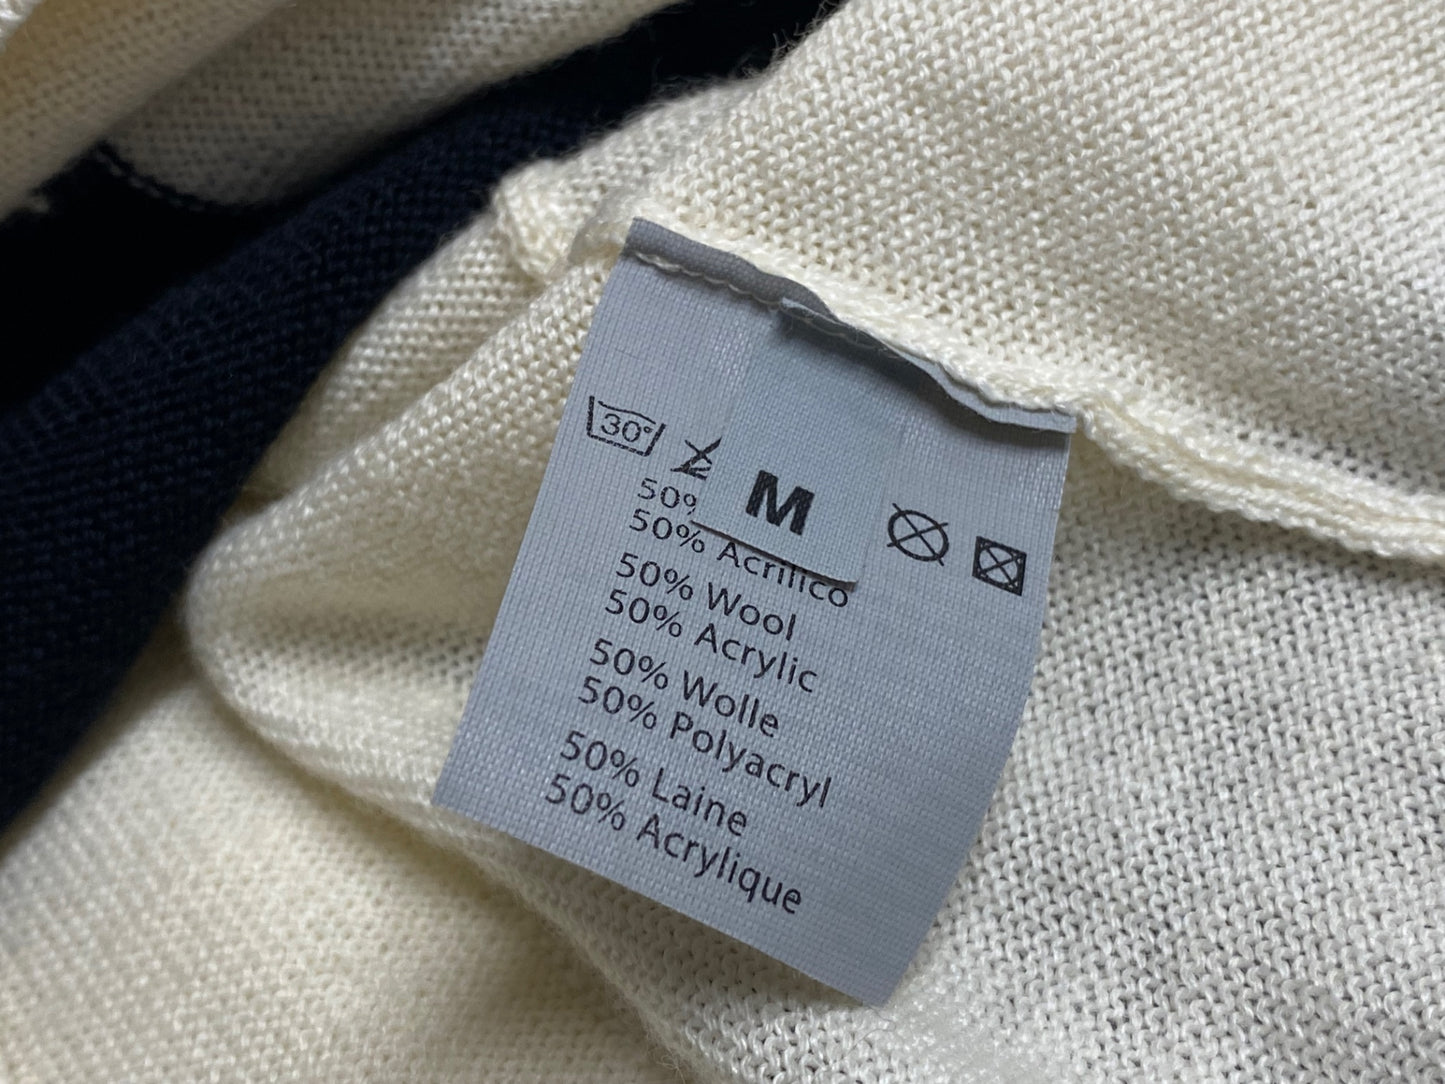 30°
M
50%
50% Acrilico
50% Wool
50% Acrylic
50% Wolle
50% Polyacryl
50% Laine
50% Acrylique